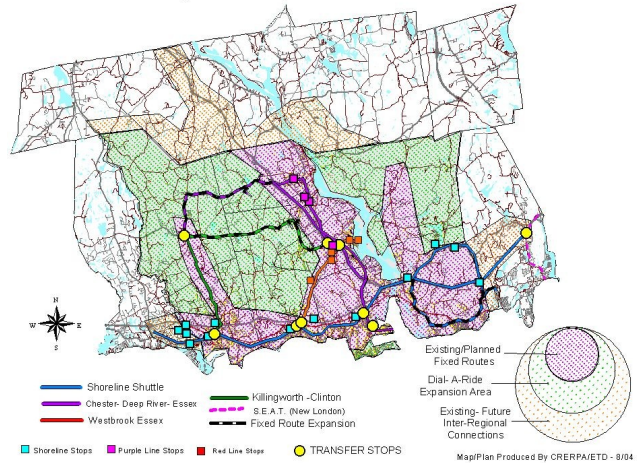 N
W E
S
Shoreline Shuttle
Chester- Deep River- Essex
Westbrook Essex
Killingworth -Clinton
S.E.A.T. (New London)
Fixed Route Expansion
Shoreline Stops
Purple Line Stops
Red Line Stops
TRANSFER STOPS
Existing/Planned
Fixed Routes
Dial- A-Ride
Expansion Area
Existing- Future
Inter-Regional
Connections
Map/Plan Produced By CRERPA/ETD - 8/04